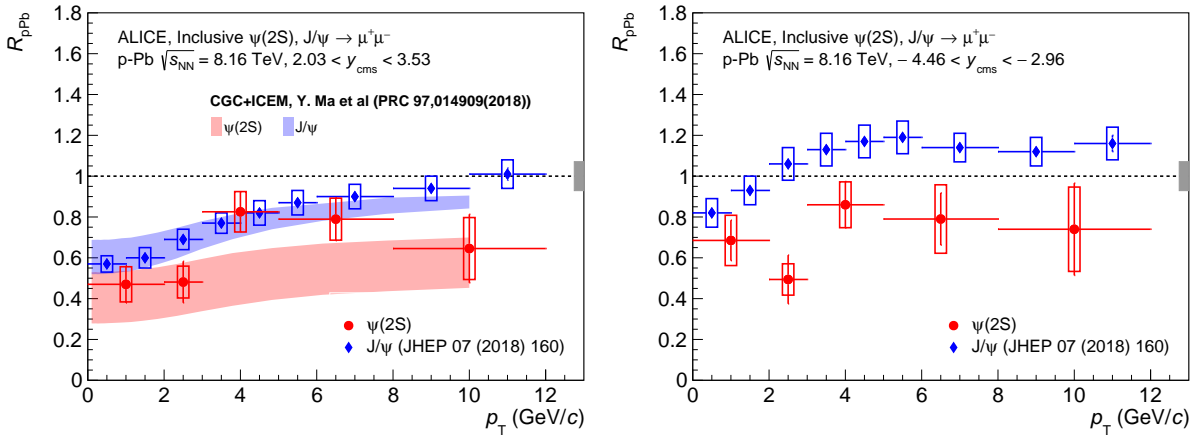 R_pPb
1.8
1.6
1.4
1.2
1
0.8
0.6
0.4
0.2
0
ALICE, Inclusive ψ(2S), J/ψ → μ⁺μ⁻
p-Pb √s_NN = 8.16 TeV, 2.03 < y_cms < 3.53
CGC+ICEM, Y. Ma et al (PRC 97,014909(2018))
ψ(2S) J/ψ
ψ(2S)
J/ψ (JHEP 07 (2018) 160)
0 2 4 6 8 10 12
p_T (GeV/c)
R_pPb
1.8
1.6
1.4
1.2
1
0.8
0.6
0.4
0.2
0
ALICE, Inclusive ψ(2S), J/ψ → μ⁺μ⁻
p-Pb √s_NN = 8.16 TeV, − 4.46 < y_cms < − 2.96
ψ(2S)
J/ψ (JHEP 07 (2018) 160)
0 2 4 6 8 10 12
p_T (GeV/c)